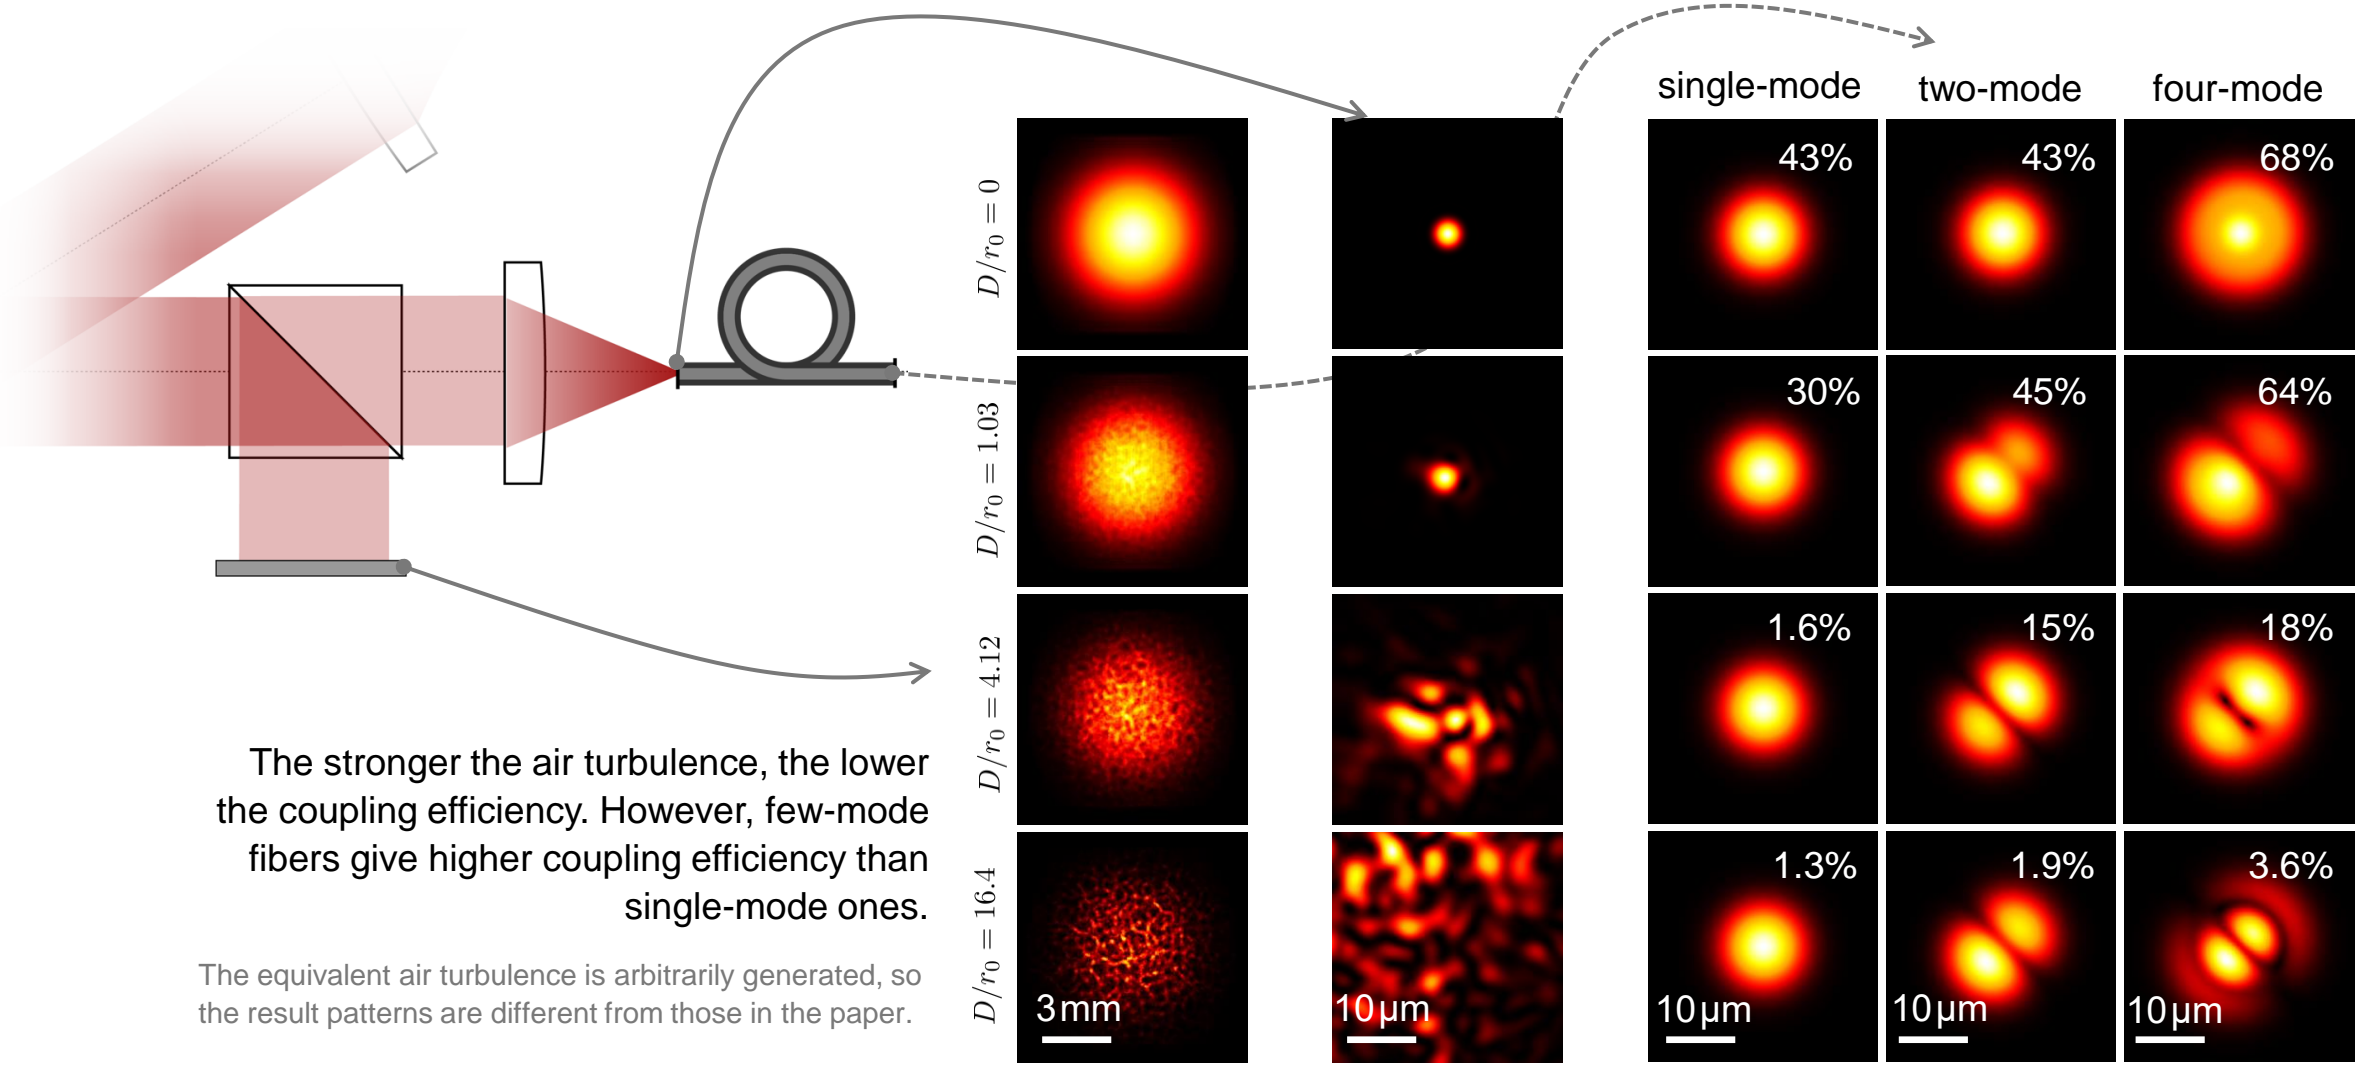 single-mode
two-mode
four-mode
D/r₀ = 0
43%
43%
68%
D/r₀ = 1.03
30%
45%
64%
D/r₀ = 4.12
1.6%
15%
18%
D/r₀ = 16.4
1.3%
1.9%
3.6%
3 mm
10 µm
10 µm
10 µm
10 µm
The stronger the air turbulence, the lower
the coupling efficiency. However, few-mode
fibers give higher coupling efficiency than
single-mode ones.
The equivalent air turbulence is arbitrarily generated, so
the result patterns are different from those in the paper.